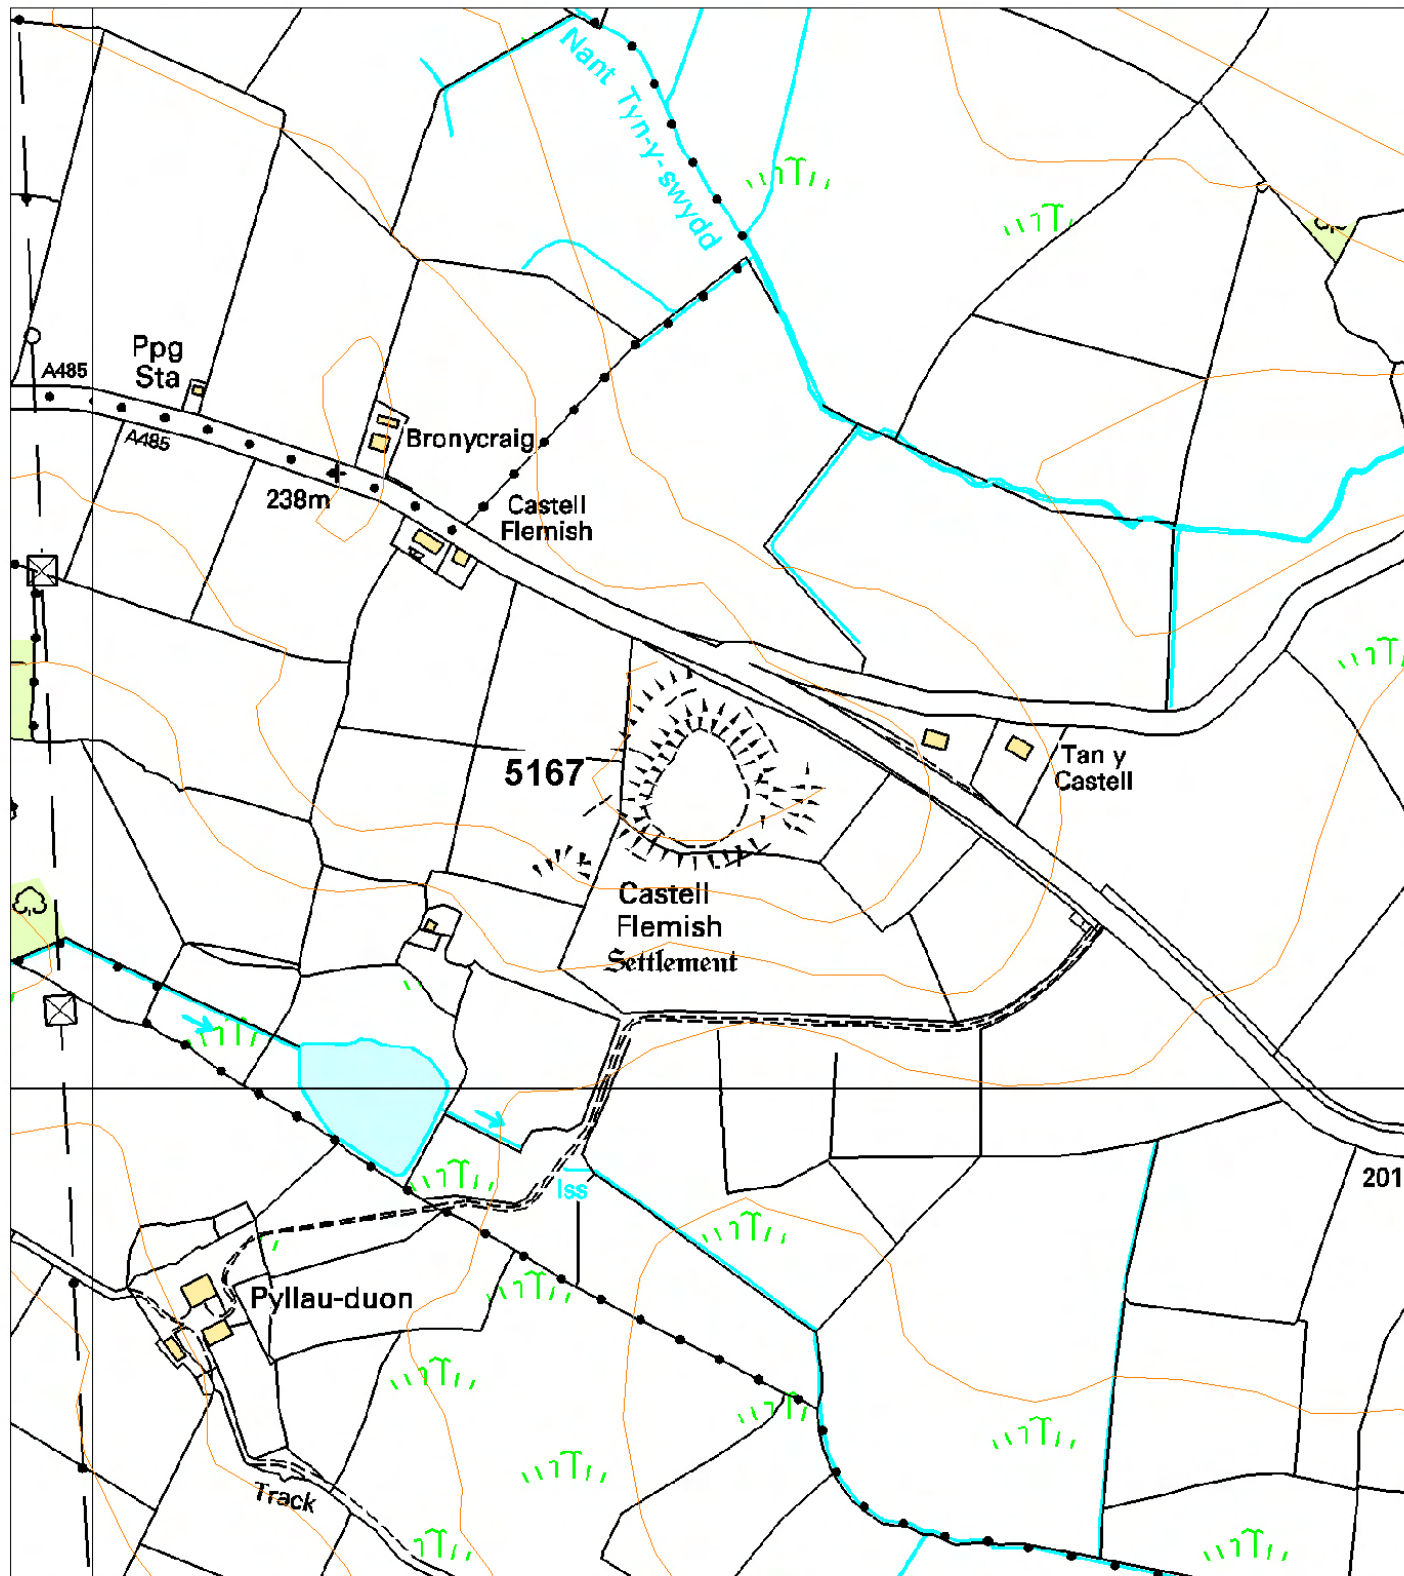 Nant Tyn-y-swydd
Ppg
Sta
A485
A485
Bronycraig
238m
Castell
Flemish
5167
Tan y
Castell
Castell
Flemish
Settlement
Iss
201
Pyllau-duon
Track